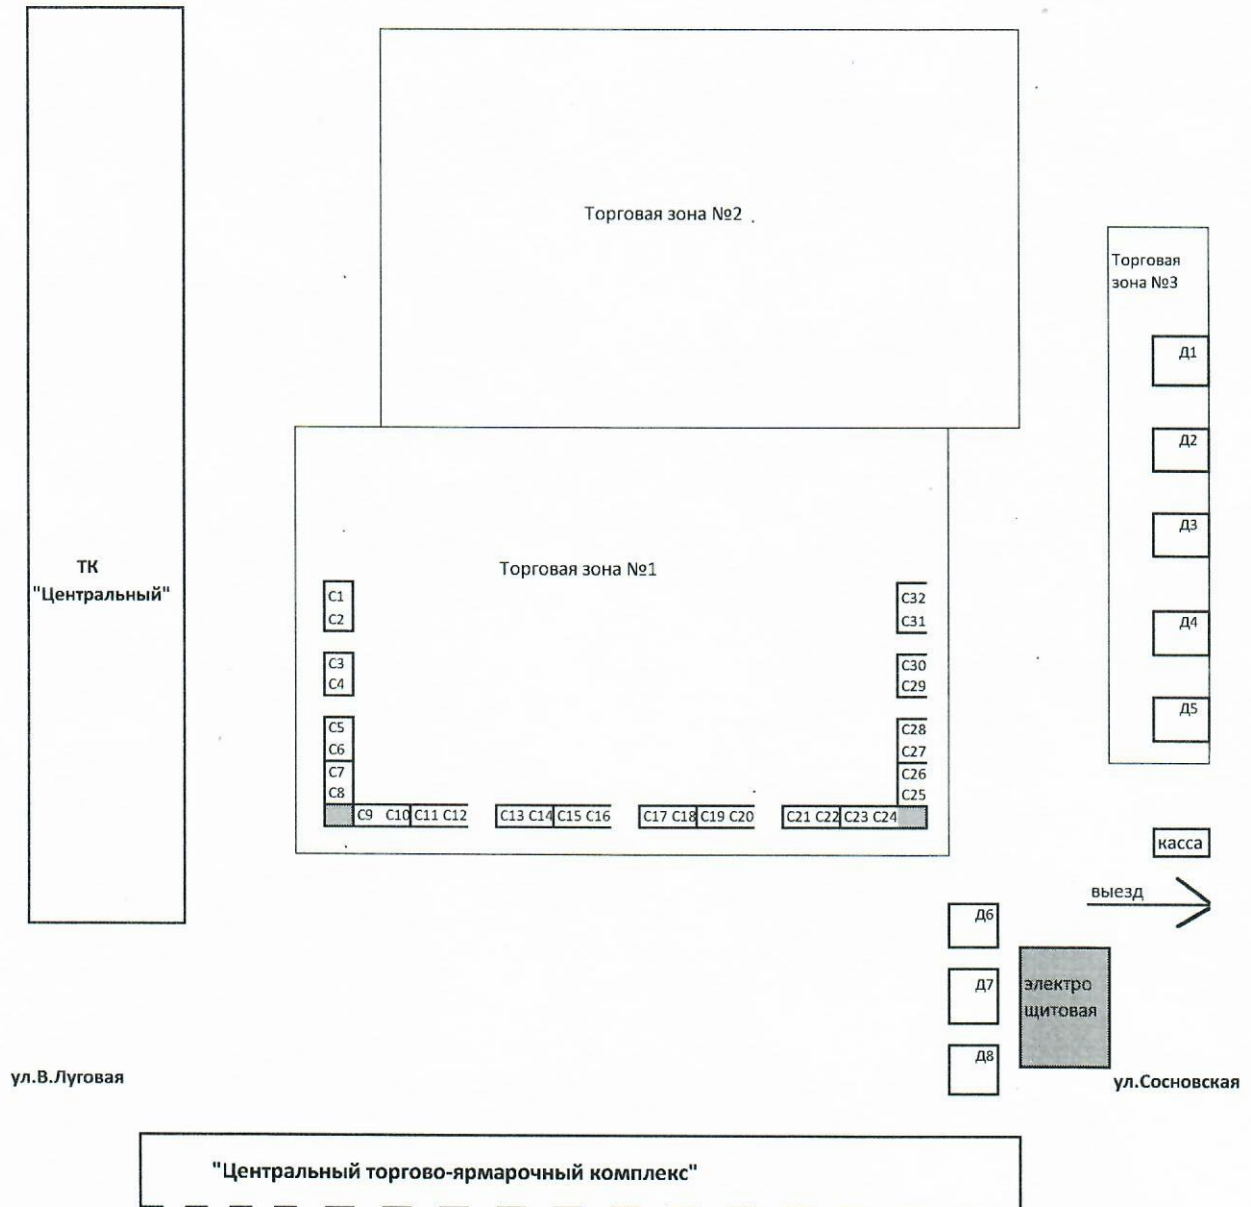 Торговая зона №2
Торговая
зона №3
Д1
Д2
Д3
Д4
Д5
ТК
"Центральный"
Торговая зона №1
С1
С2
С3
С4
С5
С6
С7
С8
С9 С10 С11 С12 С13 С14 С15 С16 С17 С18 С19 С20 С21 С22 С23 С24
С32
С31
С30
С29
С28
С27
С26
С25
касса
выезд
Д6
Д7
Д8
электро
щитовая
ул.В.Луговая
ул.Сосновская
"Центральный торгово-ярмарочный комплекс"